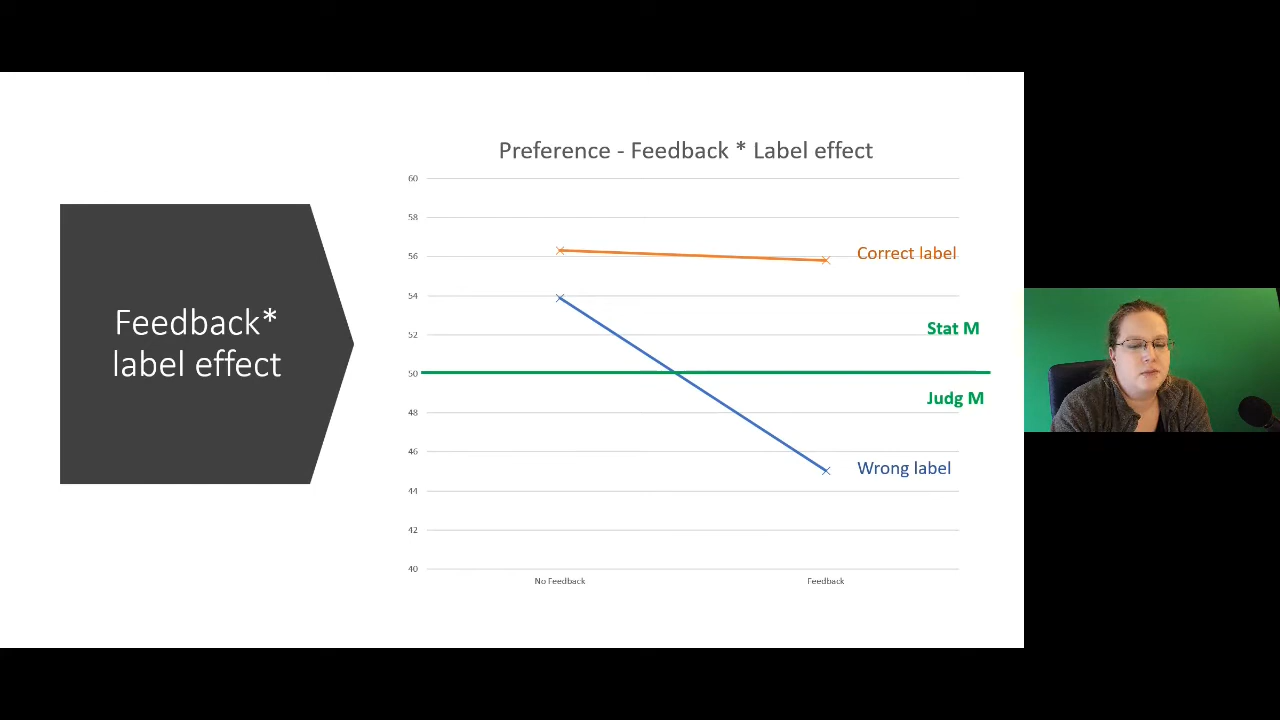 Feedback*
label effect
Preference - Feedback * Label effect
60
58
56
54
52
50
48
46
44
42
40
Correct label
Stat M
Judg M
Wrong label
No Feedback
Feedback